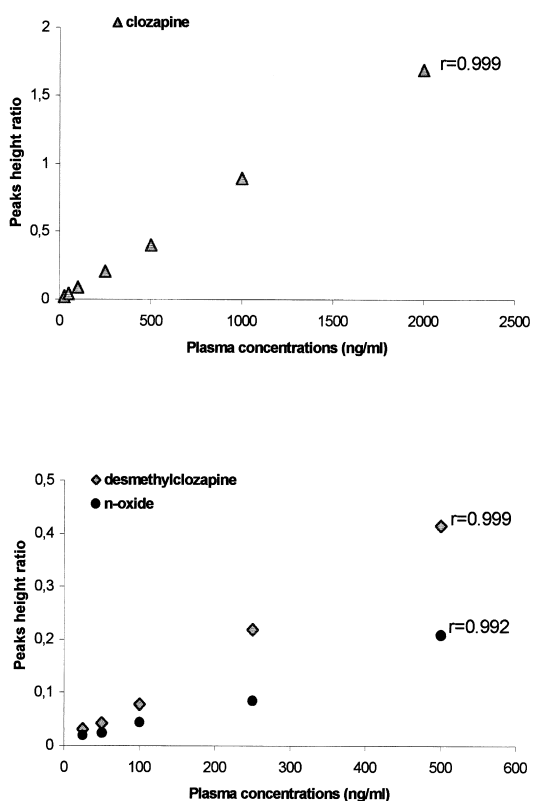 clozapine
2
r=0.999
1,5
1
0,5
0
Peaks height ratio
0 500 1000 1500 2000 2500
Plasma concentrations (ng/ml)
0,5
desmethylclozapine
n-oxide
r=0.999
0,4
0,3
r=0.992
0,2
0,1
0
Peaks height ratio
0 100 200 300 400 500 600
Plasma concentrations (ng/ml)